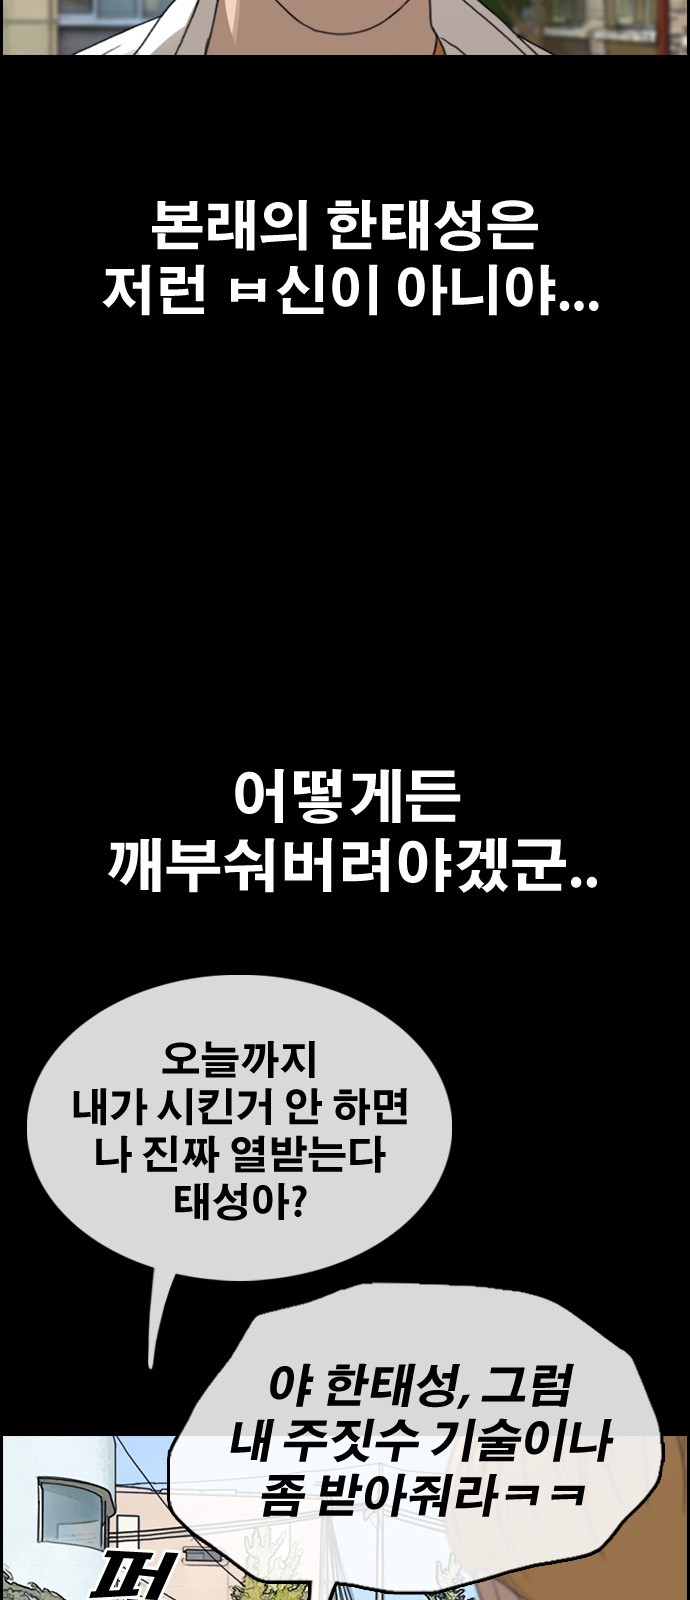 본래의 한태성은
저런 ㅂ신이 아니야...
어떻게든
깨부숴버려야겠군..
오늘까지
내가 시킨거 안 하면
나 진짜 열받는다
태성아?
야 한태성, 그럼
내 주짓수 기술이나
좀 받아줘라ㅋㅋ
퍼